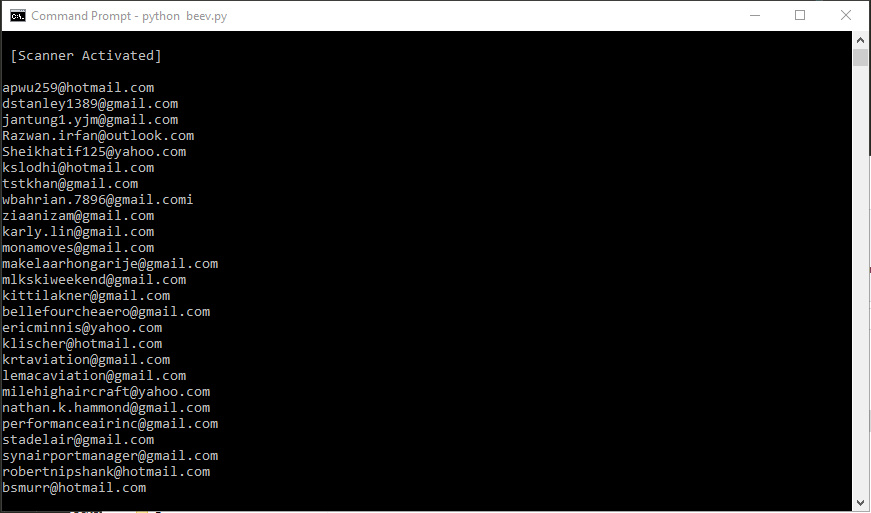 Command Prompt - python beev.py
[Scanner Activated]
apwu259@hotmail.com
dstanley1389@gmail.com
jantung1.yjm@gmail.com
Razwan.irfan@outlook.com
Sheikhatif125@yahoo.com
kslodhi@hotmail.com
tstkhan@gmail.com
wbahrian.7896@gmail.comi
ziaanizam@gmail.com
karly.lin@gmail.com
monamoves@gmail.com
makelaarhongarije@gmail.com
mlkskiweekend@gmail.com
kittilakner@gmail.com
bellefourcheaero@gmail.com
ericminnis@yahoo.com
klischer@hotmail.com
krtaviation@gmail.com
lemacaviation@gmail.com
milehighaircraft@yahoo.com
nathan.k.hammond@gmail.com
performanceairinc@gmail.com
stadelair@gmail.com
synairportmanager@gmail.com
robertnipshank@hotmail.com
bsmurr@hotmail.com